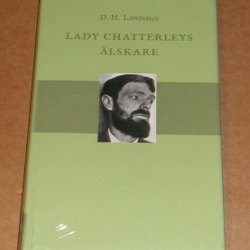 D. H. Lawrence
LADY CHATTERLEYS
ÄLSKARE